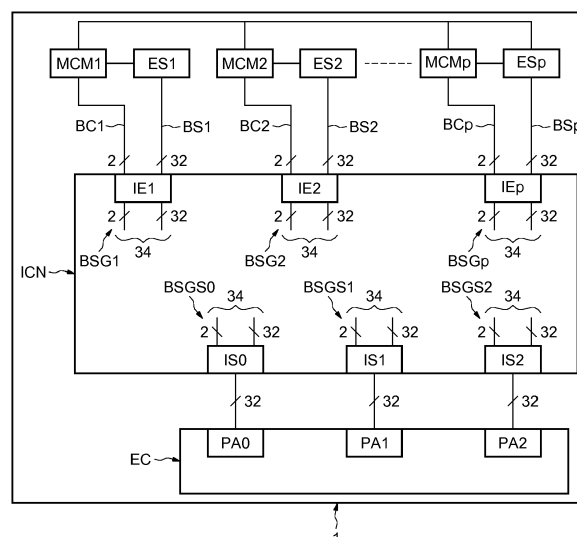 MCM1 ES1 MCM2 ES2 MCMp ESp
BC1 BS1 BC2 BS2 BCp BSp
2 32 2 32 2 32
IE1 IE2 IEp
2 32 2 32 2 32
BSG1 34 BSG2 34 BSGp 34
ICN
BSGS0 34 BSGS1 34 BSGS2 34
2 32 2 32 2 32
IS0 IS1 IS2
32 32 32
PA0 PA1 PA2
EC